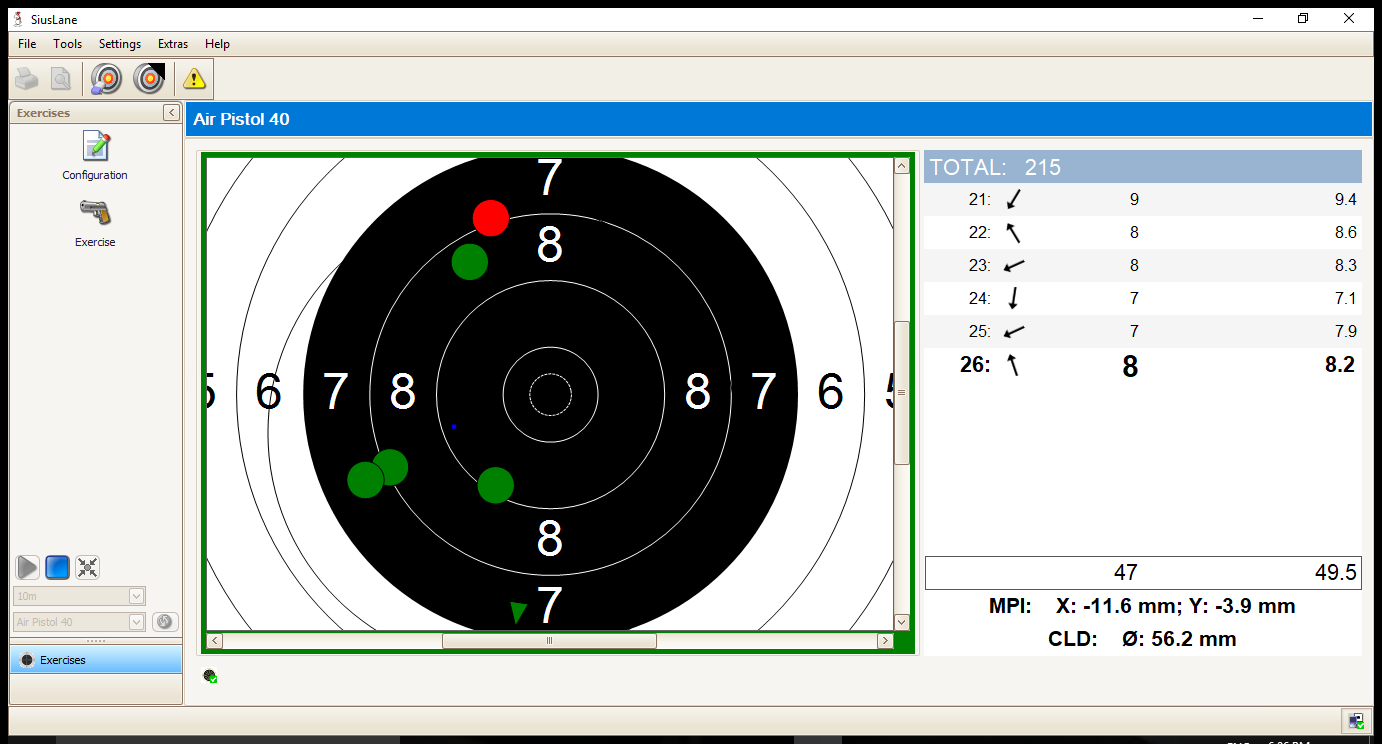 SiusLane
File Tools Settings Extras Help
Exercises
Configuration
Exercise
10m
Air Pistol 40
Exercises
Air Pistol 40
7
8
6 7 8 8 7 6
8
7
TOTAL: 215
21: 9 9.4
22: 8 8.6
23: 8 8.3
24: 7 7.1
25: 7 7.9
26: 8 8.2
47 49.5
MPI: X: -11.6 mm; Y: -3.9 mm
CLD: Ø: 56.2 mm